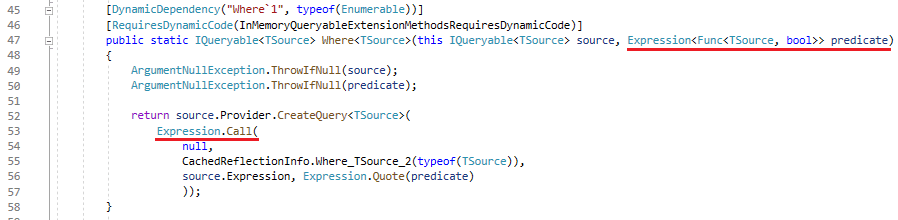 45 [DynamicDependency("Where`1", typeof(Enumerable))]
46 [RequiresDynamicCode(InMemoryQueryableExtensionMethodsRequiresDynamicCode)]
47 public static IQueryable<TSource> Where<TSource>(this IQueryable<TSource> source, Expression<Func<TSource, bool>> predicate)
48 {
49 ArgumentNullException.ThrowIfNull(source);
50 ArgumentNullException.ThrowIfNull(predicate);
51
52 return source.Provider.CreateQuery<TSource>(
53 Expression.Call(
54 null,
55 CachedReflectionInfo.Where_TSource_2(typeof(TSource)),
56 source.Expression, Expression.Quote(predicate)
57 ));
58 }